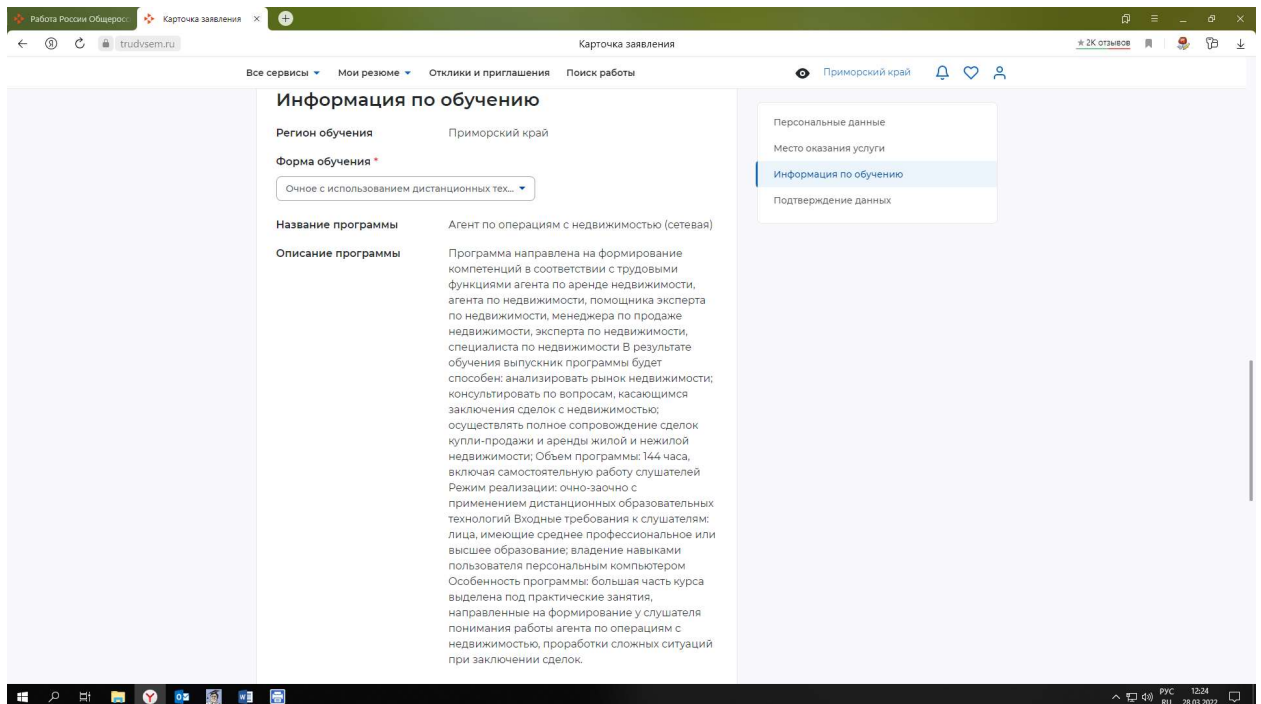 Работа России Общерос
Карточка заявления
trudvsem.ru
Карточка заявления
2K отзывов
Все сервисы
Мои резюме
Отклики и приглашения
Поиск работы
Приморский край
Информация по обучению
Регион обучения
Приморский край
Форма обучения *
Очное с использованием дистанционных тех...
Название программы
Агент по операциям с недвижимостью (сетевая)
Описание программы
Программа направлена на формирование
компетенций в соответствии с трудовыми
функциями агента по аренде недвижимости,
агента по недвижимости, помощника эксперта
по недвижимости, менеджера по продаже
недвижимости, эксперта по недвижимости,
специалиста по недвижимости В результате
обучения выпускник программы будет
способен: анализировать рынок недвижимости;
консультировать по вопросам, касающимся
заключения сделок с недвижимостью;
осуществлять полное сопровождение сделок
купли-продажи и аренды жилой и нежилой
недвижимости; Объем программы: 144 часа,
включая самостоятельную работу слушателей
Режим реализации: очно-заочно с
применением дистанционных образовательных
технологий Входные требования к слушателям:
лица, имеющие среднее профессиональное или
высшее образование; владение навыками
пользователя персональным компьютером
Особенность программы: большая часть курса
выделена под практические занятия,
направленные на формирование у слушателя
понимания работы агента по операциям с
недвижимостью, проработки сложных ситуаций
при заключении сделок.
Персональные данные
Место оказания услуги
Информация по обучению
Подтверждение данных
РУС
RU
12:24
28.03.2022